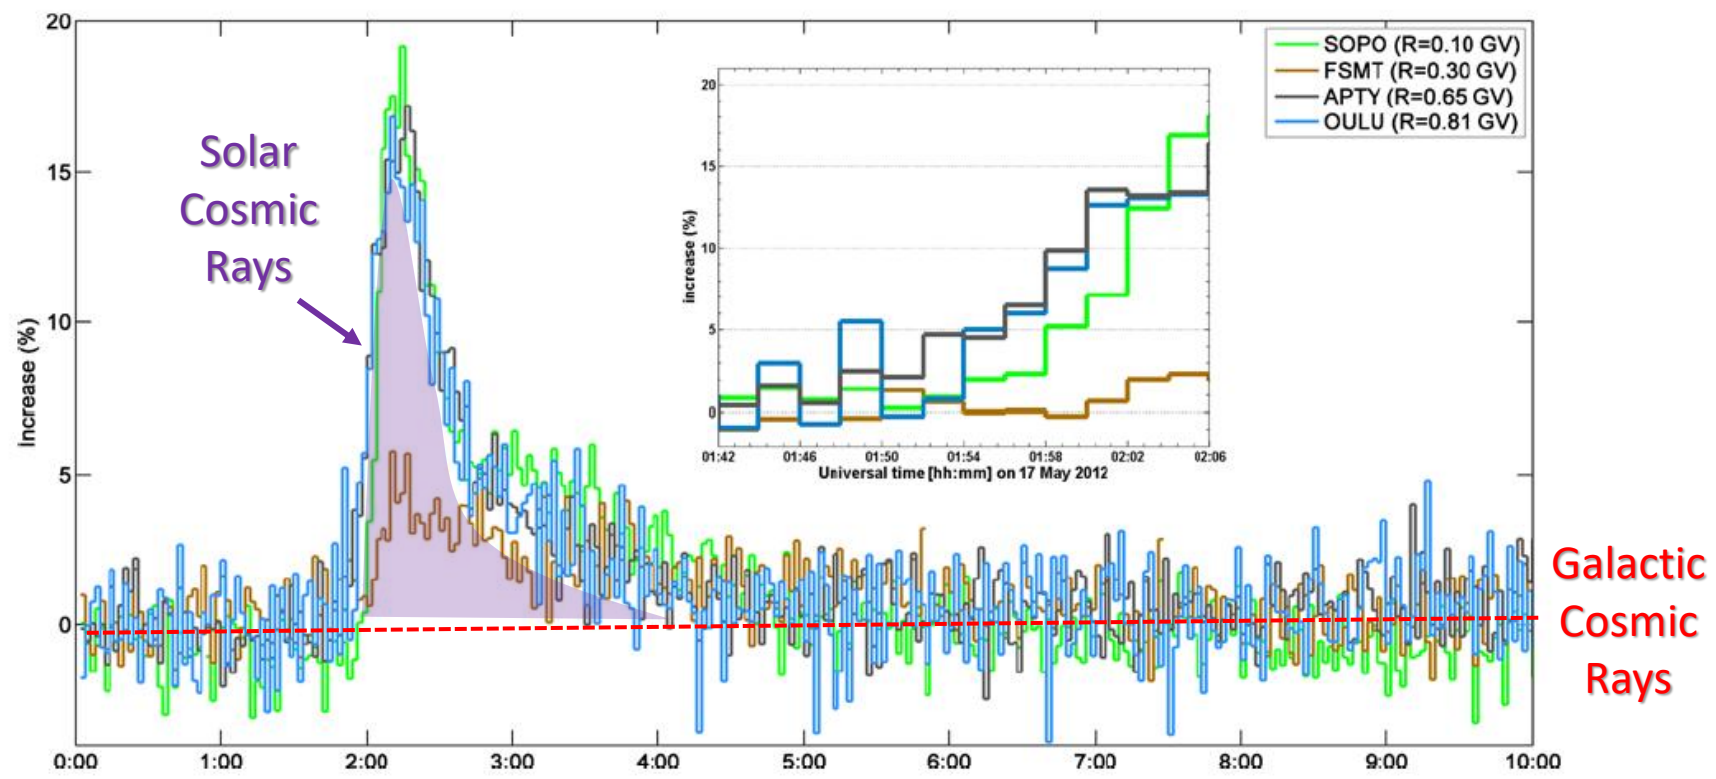 20
15
10
5
0
Increase (%)
Solar
Cosmic
Rays
20
15
10
5
0
increase (%)
01:42 01:46 01:50 01:54 01:58 02:02 02:06
Universal time [hh:mm] on 17 May 2012
SOPO (R=0.10 GV)
FSMT (R=0.30 GV)
APTY (R=0.65 GV)
OULU (R=0.81 GV)
Galactic
Cosmic
Rays
0:00 1:00 2:00 3:00 4:00 5:00 6:00 7:00 8:00 9:00 10:00